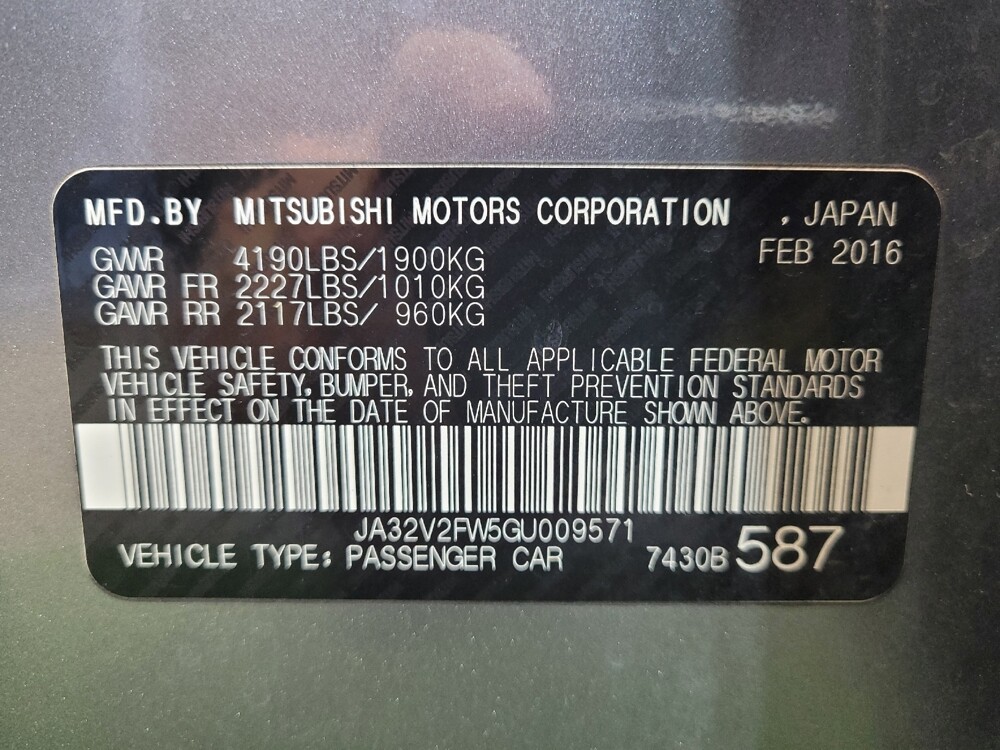 MFD.BY MITSUBISHI MOTORS CORPORATION , JAPAN
FEB 2016
GVWR 4190LBS/1900KG
GAWR FR 2227LBS/1010KG
GAWR RR 2117LBS/ 960KG
THIS VEHICLE CONFORMS TO ALL APPLICABLE FEDERAL MOTOR
VEHICLE SAFETY, BUMPER, AND THEFT PREVENTION STANDARDS
IN EFFECT ON THE DATE OF MANUFACTURE SHOWN ABOVE.
JA32V2FW5GU009571
VEHICLE TYPE: PASSENGER CAR 7430B 587